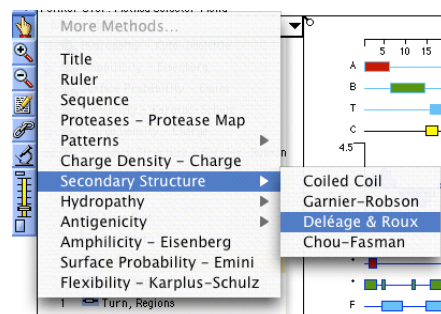 More Methods...
Title
Ruler
Sequence
Proteases – Protease Map
Patterns
Charge Density – Charge
Secondary Structure
Hydropathy
Antigenicity
Amphilicity – Eisenberg
Surface Probability – Emini
Flexibility – Karplus-Schulz
Coiled Coil
Garnier-Robson
Deléage & Roux
Chou-Fasman
1 Turn, Regions
5 10 15
A
B
T
C
4.5
F